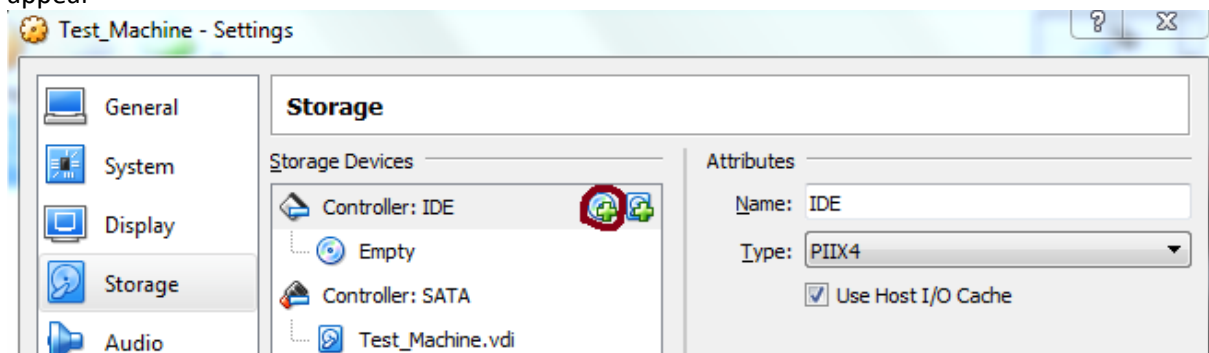 appear
Test_Machine - Settings
General
System
Display
Storage
Audio
Storage
Storage Devices
Controller: IDE
Empty
Controller: SATA
Test_Machine.vdi
Attributes
Name: IDE
Type: PIIX4
Use Host I/O Cache